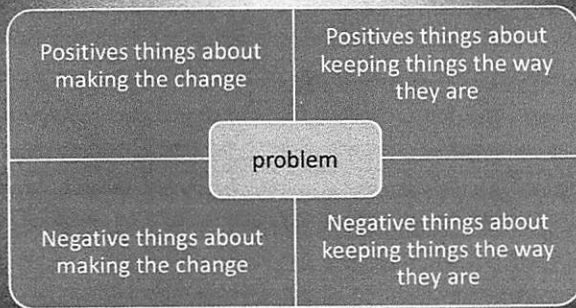 Positives things about
making the change
Positives things about
keeping things the way
they are
problem
Negative things about
making the change
Negative things about
keeping things the way
they are